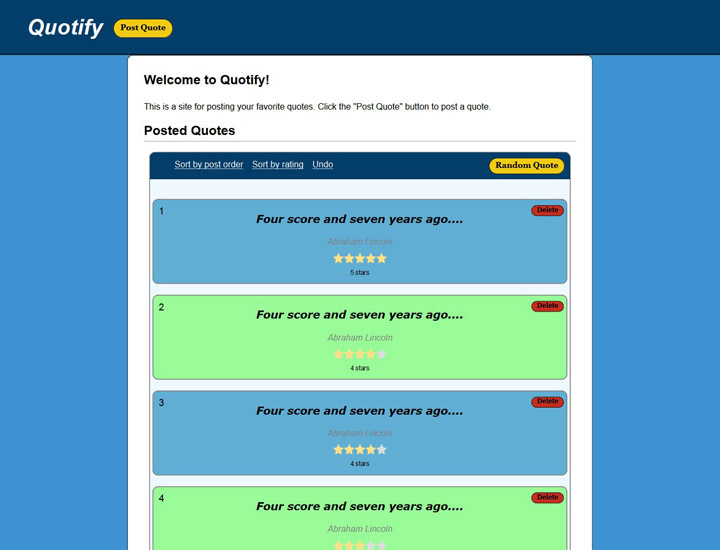 Quotify Post Quote
Welcome to Quotify!
This is a site for posting your favorite quotes. Click the "Post Quote" button to post a quote.
Posted Quotes
Sort by post order Sort by rating Undo Random Quote
1 Delete
Four score and seven years ago....
Abraham Lincoln
5 stars
2 Delete
Four score and seven years ago....
Abraham Lincoln
4 stars
3 Delete
Four score and seven years ago....
Abraham Lincoln
4 stars
4 Delete
Four score and seven years ago....
Abraham Lincoln